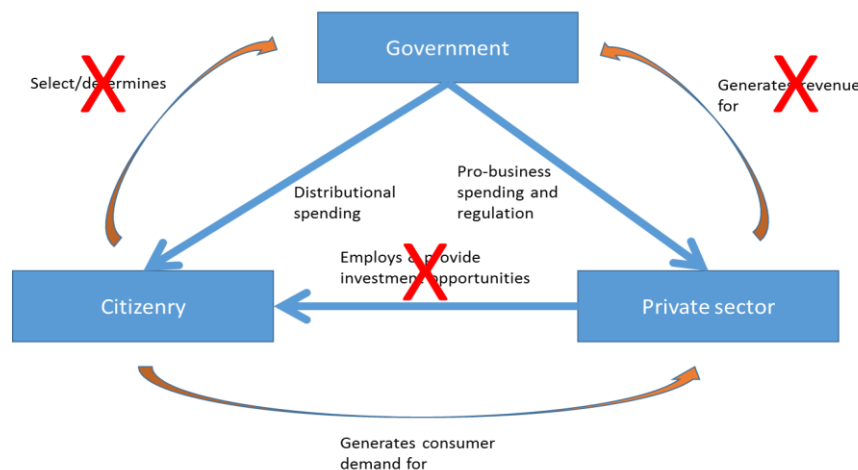 Government
Select/determines
Generates revenue
for
Distributional
spending
Pro-business
spending and
regulation
Employs & provide
investment opportunities
Citizenry
Private sector
Generates consumer
demand for